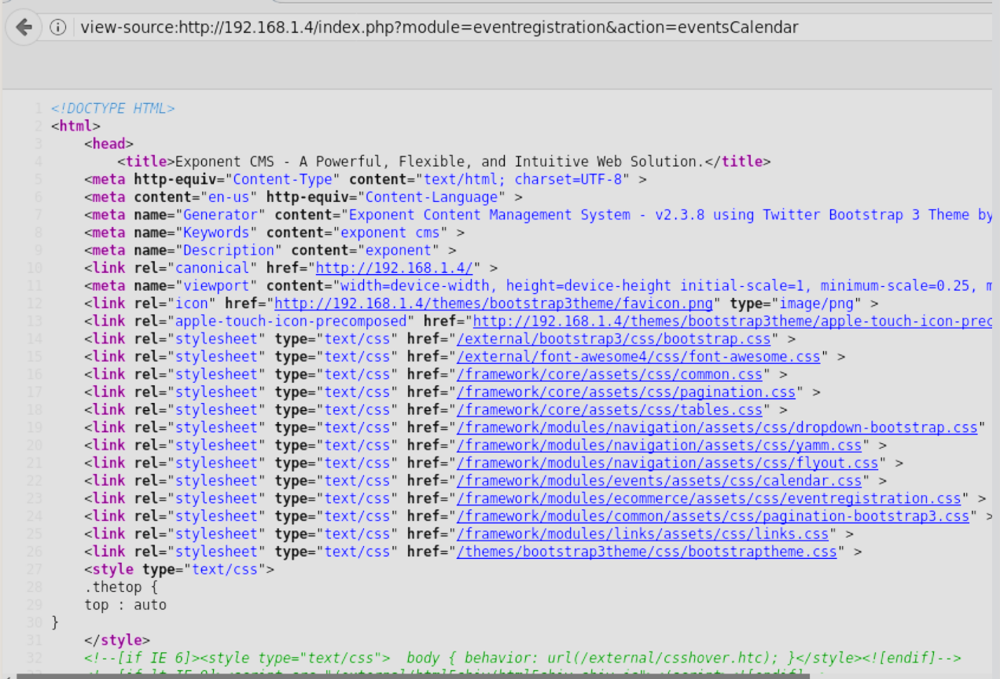 view-source:http://192.168.1.4/index.php?module=eventregistration&action=eventsCalendar
1 <!DOCTYPE HTML>
2 <html>
3 <head>
4 <title>Exponent CMS - A Powerful, Flexible, and Intuitive Web Solution.</title>
5 <meta http-equiv="Content-Type" content="text/html; charset=UTF-8" >
6 <meta content="en-us" http-equiv="Content-Language" >
7 <meta name="Generator" content="Exponent Content Management System - v2.3.8 using Twitter Bootstrap 3 Theme by
8 <meta name="Keywords" content="exponent cms" >
9 <meta name="Description" content="exponent" >
10 <link rel="canonical" href="http://192.168.1.4/" >
11 <meta name="viewport" content="width=device-width, height=device-height initial-scale=1, minimum-scale=0.25, m
12 <link rel="icon" href="http://192.168.1.4/themes/bootstrap3theme/favicon.png" type="image/png" >
13 <link rel="apple-touch-icon-precomposed" href="http://192.168.1.4/themes/bootstrap3theme/apple-touch-icon-prec
14 <link rel="stylesheet" type="text/css" href="/external/bootstrap3/css/bootstrap.css" >
15 <link rel="stylesheet" type="text/css" href="/external/font-awesome4/css/font-awesome.css" >
16 <link rel="stylesheet" type="text/css" href="/framework/core/assets/css/common.css" >
17 <link rel="stylesheet" type="text/css" href="/framework/core/assets/css/pagination.css" >
18 <link rel="stylesheet" type="text/css" href="/framework/core/assets/css/tables.css" >
19 <link rel="stylesheet" type="text/css" href="/framework/modules/navigation/assets/css/dropdown-bootstrap.css"
20 <link rel="stylesheet" type="text/css" href="/framework/modules/navigation/assets/css/yamm.css" >
21 <link rel="stylesheet" type="text/css" href="/framework/modules/navigation/assets/css/flyout.css" >
22 <link rel="stylesheet" type="text/css" href="/framework/modules/events/assets/css/calendar.css" >
23 <link rel="stylesheet" type="text/css" href="/framework/modules/ecommerce/assets/css/eventregistration.css" >
24 <link rel="stylesheet" type="text/css" href="/framework/modules/common/assets/css/pagination-bootstrap3.css" >
25 <link rel="stylesheet" type="text/css" href="/framework/modules/links/assets/css/links.css" >
26 <link rel="stylesheet" type="text/css" href="/themes/bootstrap3theme/css/bootstraptheme.css" >
27 <style type="text/css">
28 .thetop {
29 top : auto
30 }
31 </style>
32 <!--[if IE 6]><style type="text/css">  body { behavior: url(/external/csshover.htc); }</style><![endif]-->